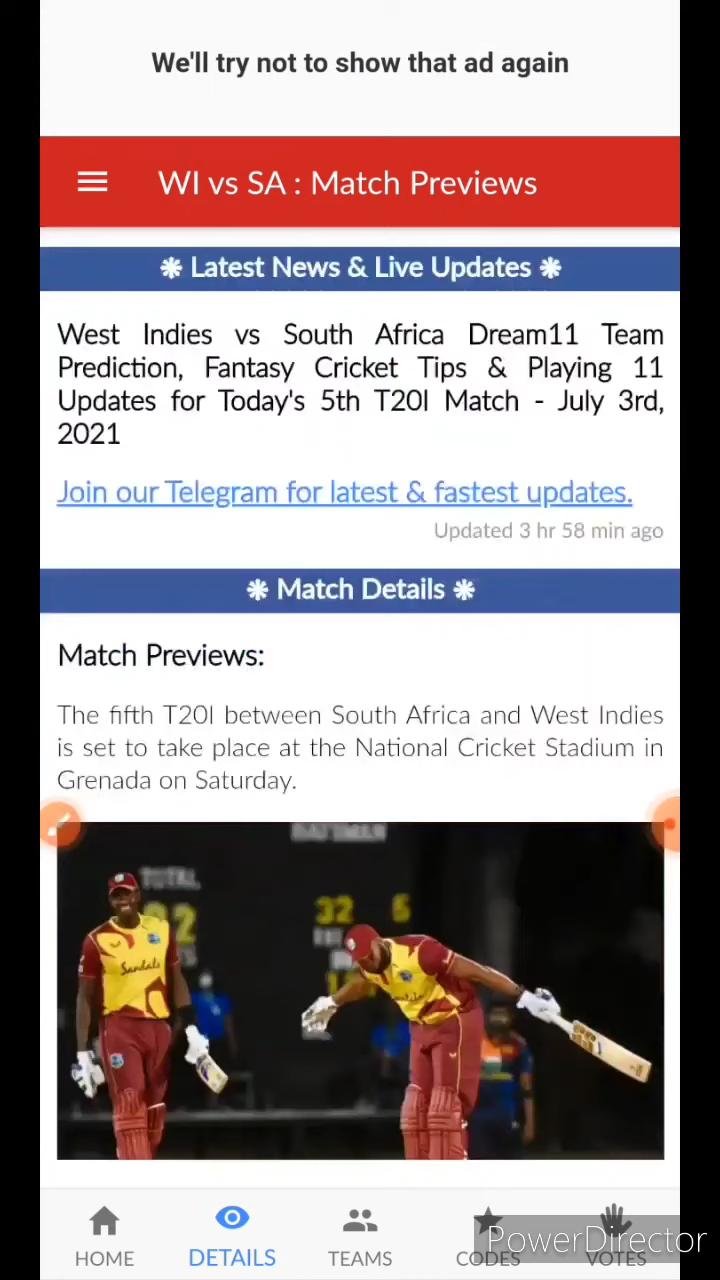 We'll try not to show that ad again
WI vs SA : Match Previews
❋ Latest News & Live Updates ❋
West Indies vs South Africa Dream11 Team
Prediction, Fantasy Cricket Tips & Playing 11
Updates for Today's 5th T20I Match - July 3rd,
2021
Join our Telegram for latest & fastest updates.
Updated 3 hr 58 min ago
❋ Match Details ❋
Match Previews:
The fifth T20I between South Africa and West Indies
is set to take place at the National Cricket Stadium in
Grenada on Saturday.
BATSMAN
TOTAL
32 6
Sandals
HOME
DETAILS
TEAMS
CODES
VOTES
PowerDirector